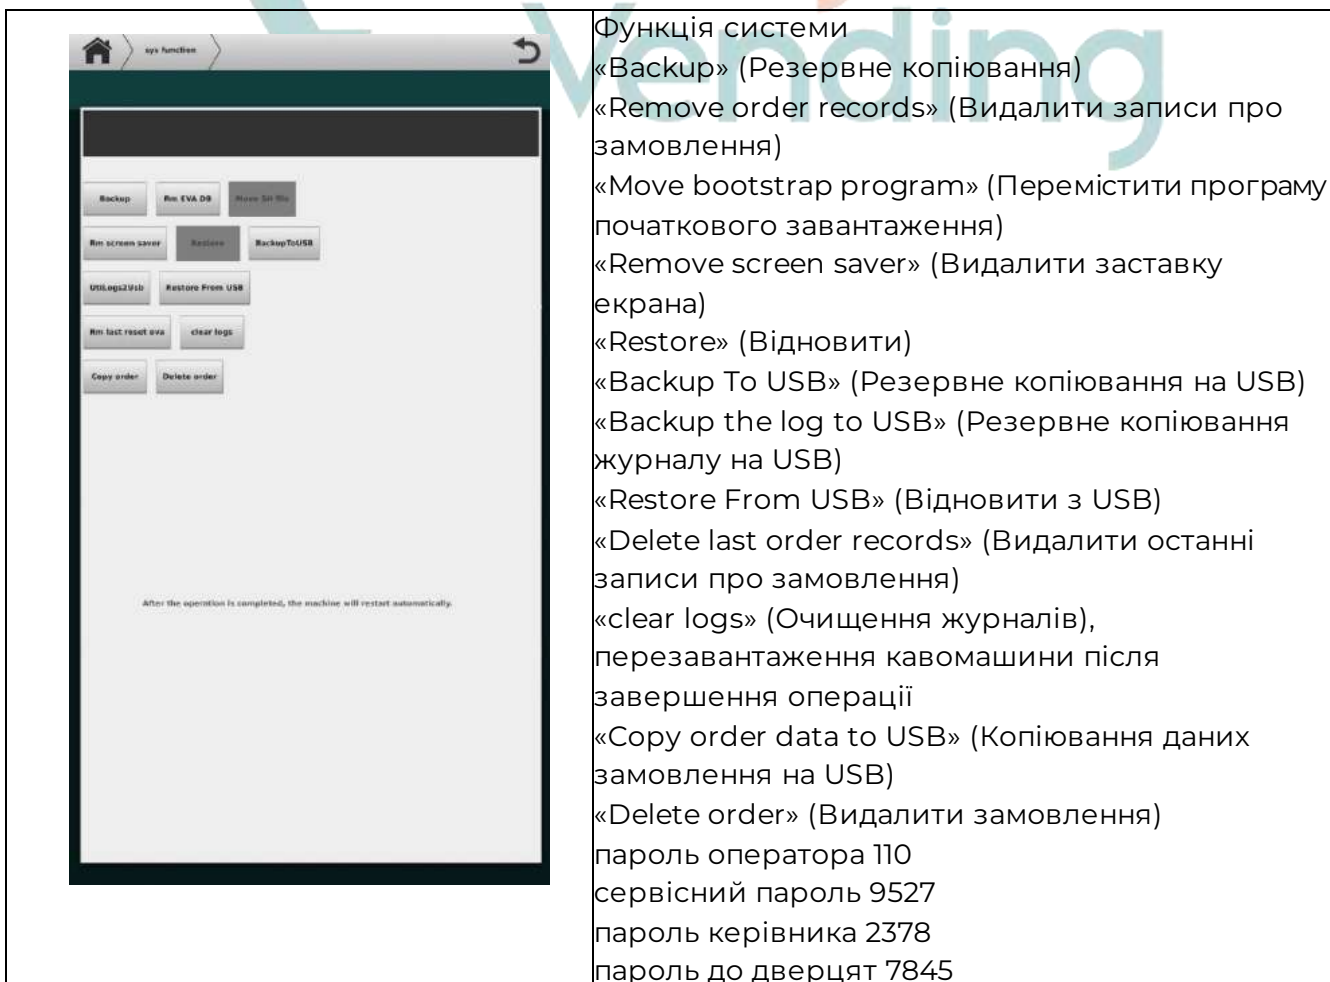 Vending
sys function
Backup
Rm EVA DB
Move SH file
Rm screen saver
Restore
BackupToUSB
UtiLogs2Usb
Restore From USB
Rm last reset eva
clear logs
Copy order
Delete order
After the operation is completed, the machine will restart automatically.
Функція системи
«Backup» (Резервне копіювання)
«Remove order records» (Видалити записи про
замовлення)
«Move bootstrap program» (Перемістити програму
початкового завантаження)
«Remove screen saver» (Видалити заставку
екрана)
«Restore» (Відновити)
«Backup To USB» (Резервне копіювання на USB)
«Backup the log to USB» (Резервне копіювання
журналу на USB)
«Restore From USB» (Відновити з USB)
«Delete last order records» (Видалити останні
записи про замовлення)
«clear logs» (Очищення журналів),
перезавантаження кавомашини після
завершення операції
«Copy order data to USB» (Копіювання даних
замовлення на USB)
«Delete order» (Видалити замовлення)
пароль оператора 110
сервісний пароль 9527
пароль керівника 2378
пароль до дверцят 7845